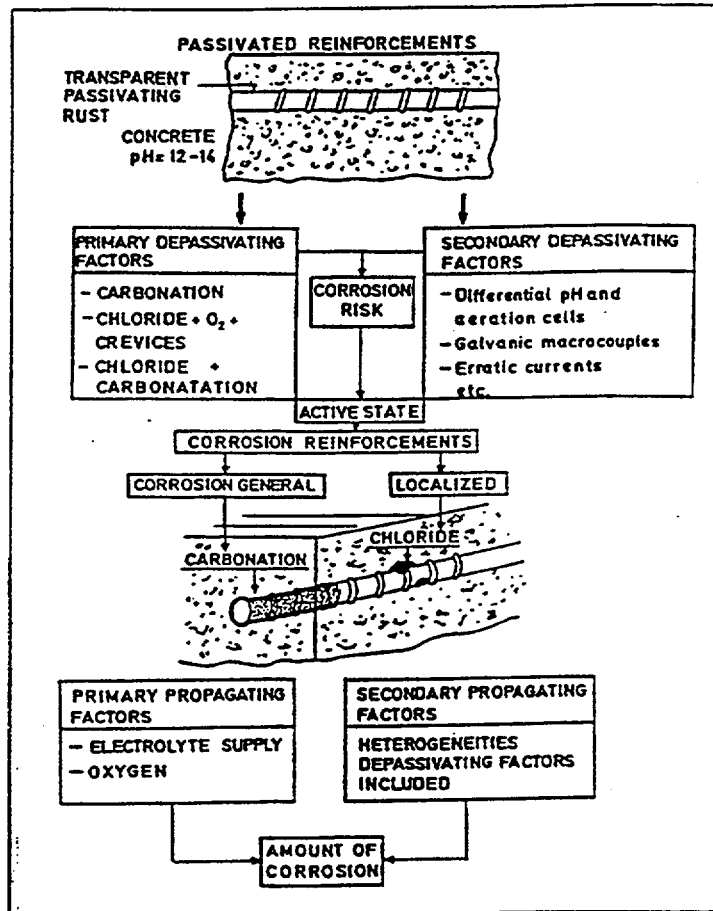 PASSIVATED REINFORCEMENTS
TRANSPARENT
PASSIVATING
RUST
CONCRETE
pH= 12-14
PRIMARY DEPASSIVATING
FACTORS
- CARBONATION
- CHLORIDE + O₂ +
CREVICES
- CHLORIDE +
CARBONATATION
CORROSION
RISK
SECONDARY DEPASSIVATING
FACTORS
- Differential pH and
aeration cells
- Galvanic macrocouples
- Erratic currents
etc.
ACTIVE STATE
CORROSION REINFORCEMENTS
CORROSION GENERAL
LOCALIZED
CARBONATION
CHLORIDE
PRIMARY PROPAGATING
FACTORS
- ELECTROLYTE SUPPLY
- OXYGEN
SECONDARY PROPAGATING
FACTORS
HETEROGENEITIES
DEPASSIVATING FACTORS
INCLUDED
AMOUNT OF
CORROSION